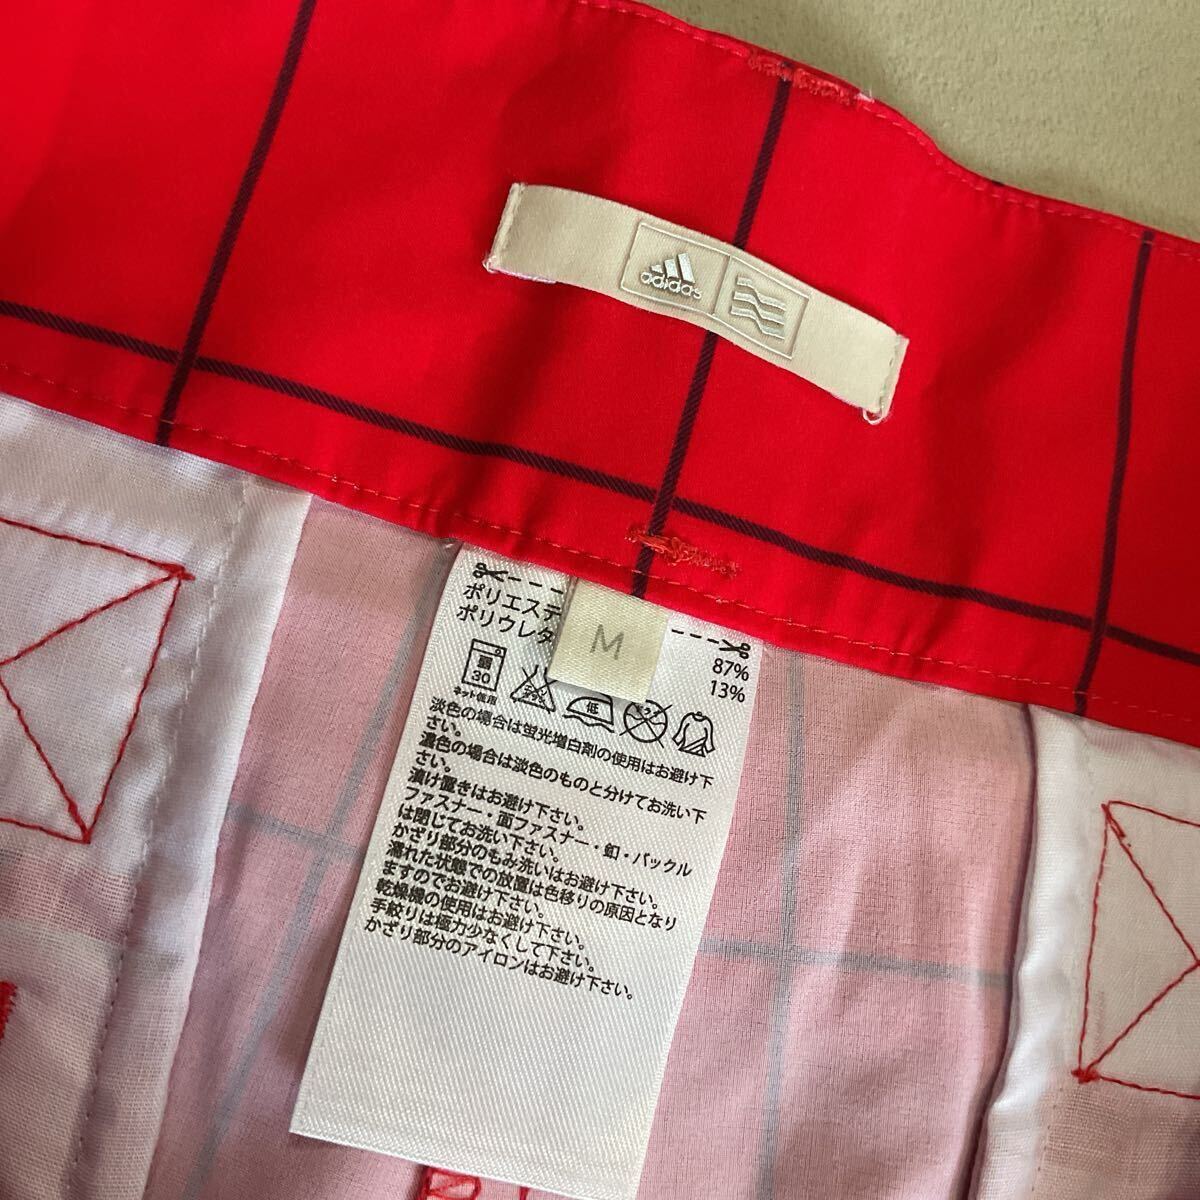 adidas
M
ポリエステ
ポリウレタ
87%
13%
30
ネット使用
低
淡色の場合は蛍光増白剤の使用はお避け下
さい。
濃色の場合は淡色のものと分けてお洗い下
さい。
漬け置きはお避け下さい。
ファスナー・面ファスナー・釦・バックル
は閉じてお洗い下さい。
かざり部分のもみ洗いはお避け下さい。
濡れた状態での放置は色移りの原因となり
ますのでお避け下さい。
乾燥機の使用はお避け下さい。
手絞りは極力少なくして下さい。
かざり部分のアイロンはお避け下さい。